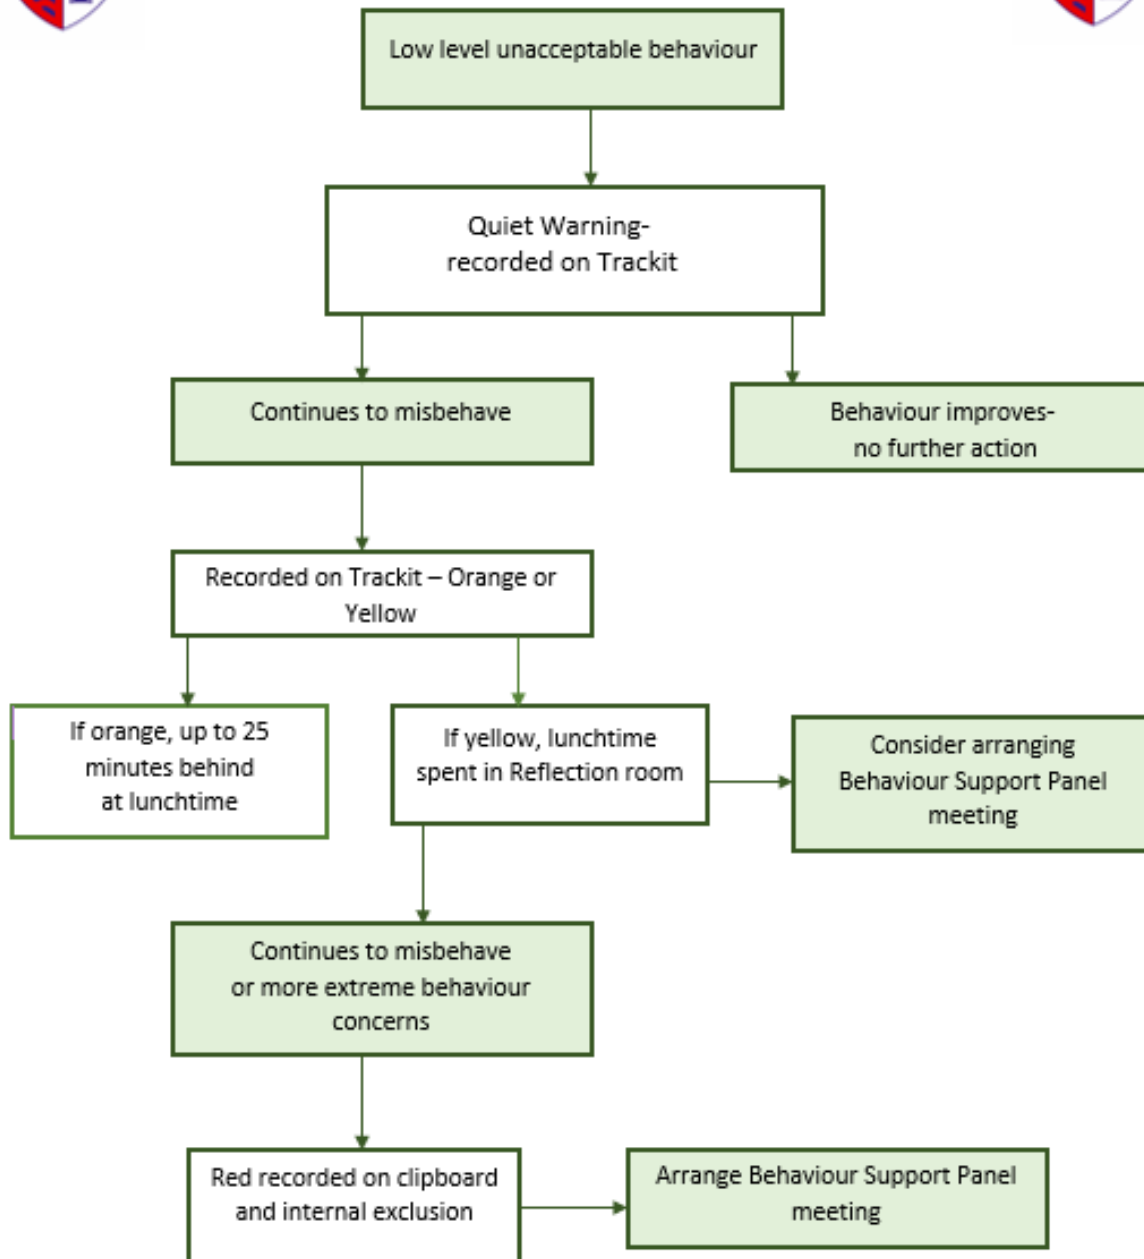 Low level unacceptable behaviour
Quiet Warning-
recorded on Trackit
Continues to misbehave
Behaviour improves-
no further action
Recorded on Trackit – Orange or
Yellow
If orange, up to 25
minutes behind
at lunchtime
If yellow, lunchtime
spent in Reflection room
Consider arranging
Behaviour Support Panel
meeting
Continues to misbehave
or more extreme behaviour
concerns
Red recorded on clipboard
and internal exclusion
Arrange Behaviour Support Panel
meeting